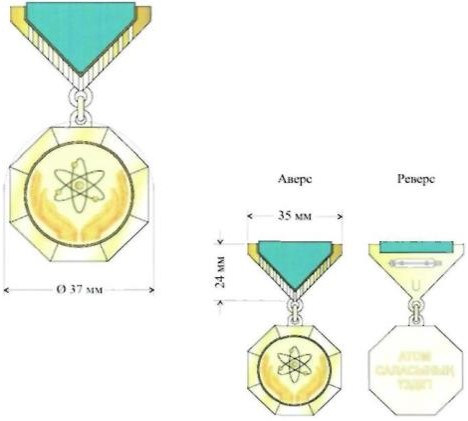 Аверс
Реверс
35 мм
24 мм
Ø 37 мм
АТОМ
САЛАСЫНЫҢ
ҮЗДІГІ